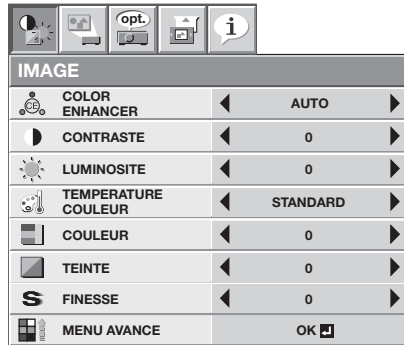 opt.
i
IMAGE
CE
COLOR
ENHANCER
AUTO
CONTRASTE
0
LUMINOSITE
0
TEMPERATURE
COULEUR
STANDARD
COULEUR
0
TEINTE
0
S
FINESSE
0
MENU AVANCE
OK